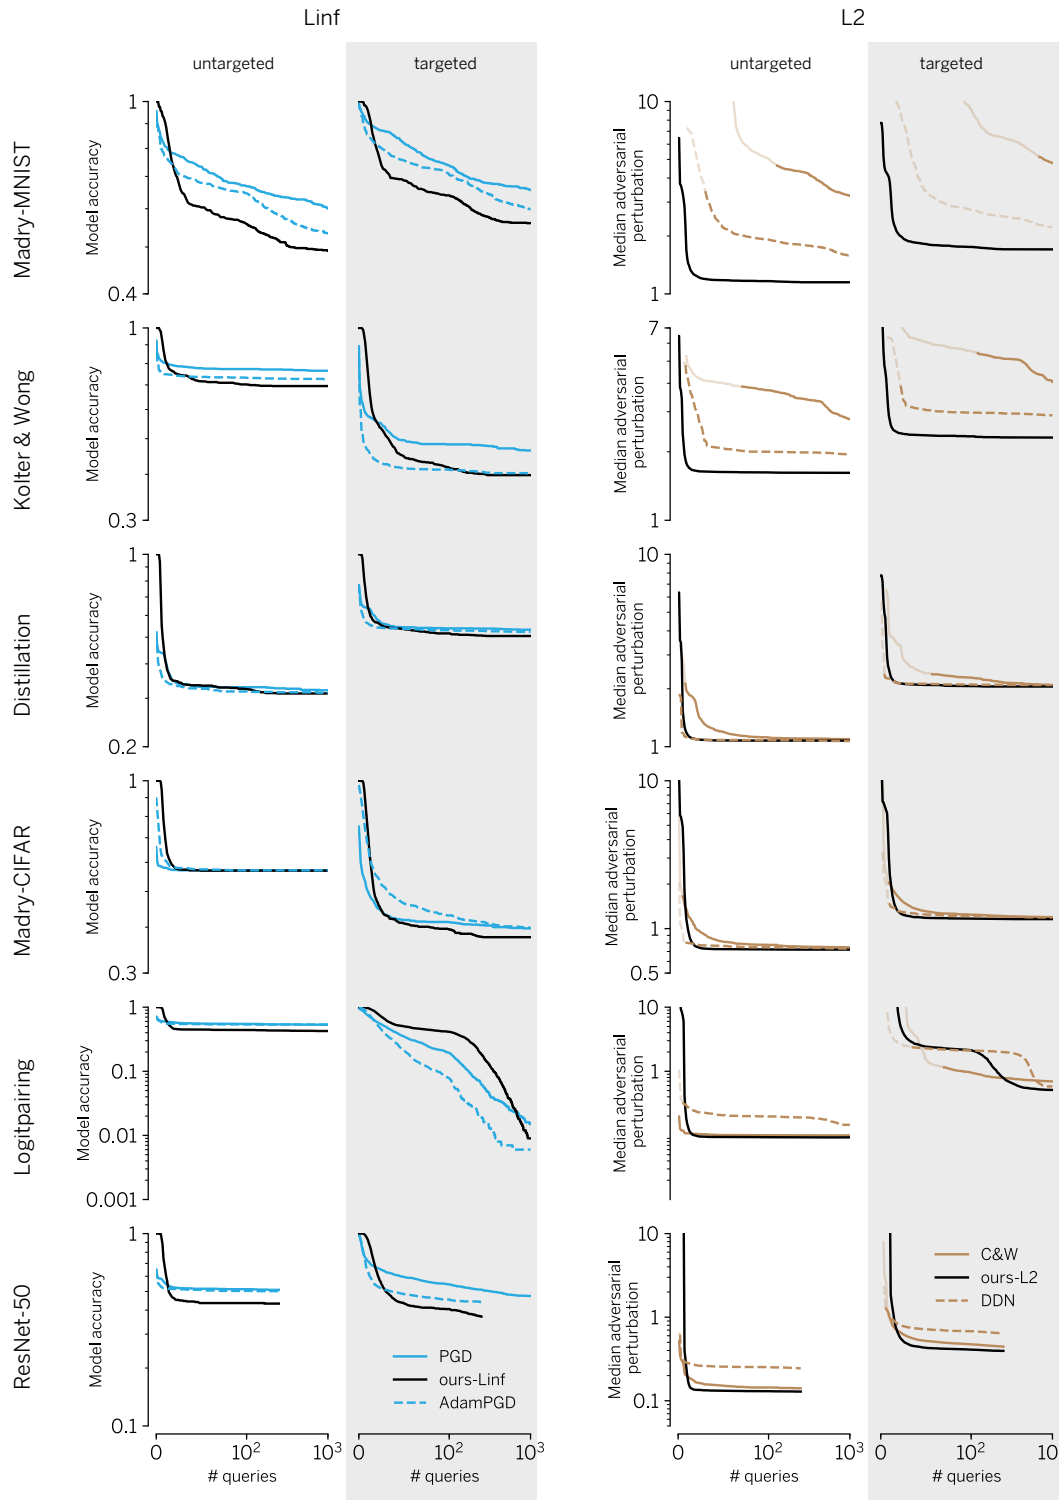 Linf
L2
untargeted
targeted
untargeted
targeted
Madry-MNIST
Model accuracy
1
0.4
Median adversarial
perturbation
10
1
Kolter & Wong
Model accuracy
1
0.3
Median adversarial
perturbation
7
1
Distillation
Model accuracy
1
0.2
Median adversarial
perturbation
10
1
Madry-CIFAR
Model accuracy
1
0.3
Median adversarial
perturbation
10
1
0.5
Logitpairing
Model accuracy
1
0.1
0.01
0.001
Median adversarial
perturbation
10
1
ResNet-50
Model accuracy
1
0.1
PGD
ours-Linf
AdamPGD
Median adversarial
perturbation
10
1
0.1
C&W
ours-L2
DDN
0
10²
10³
# queries
0
10²
10³
# queries
0
10²
10³
# queries
0
10²
10
# queries